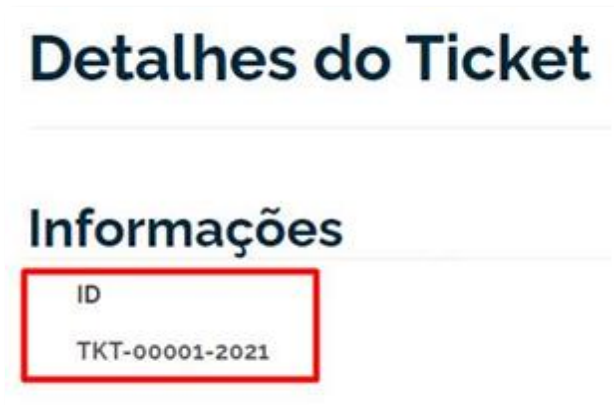 Detalhes do Ticket
Informações
ID
TKT-00001-2021